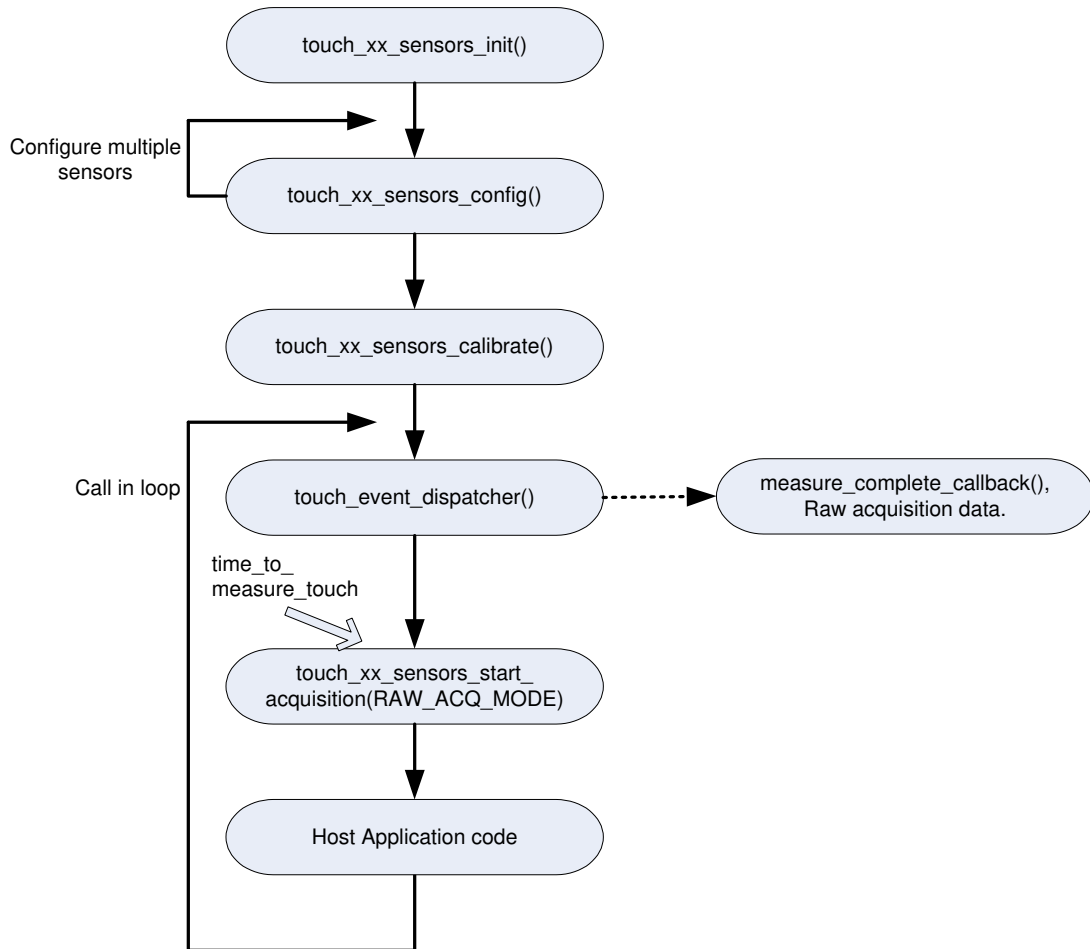 touch_xx_sensors_init()
Configure multiple
sensors
touch_xx_sensors_config()
touch_xx_sensors_calibrate()
Call in loop
touch_event_dispatcher()
measure_complete_callback(),
Raw acquisition data.
time_to_
measure_touch
touch_xx_sensors_start_
acquisition(RAW_ACQ_MODE)
Host Application code